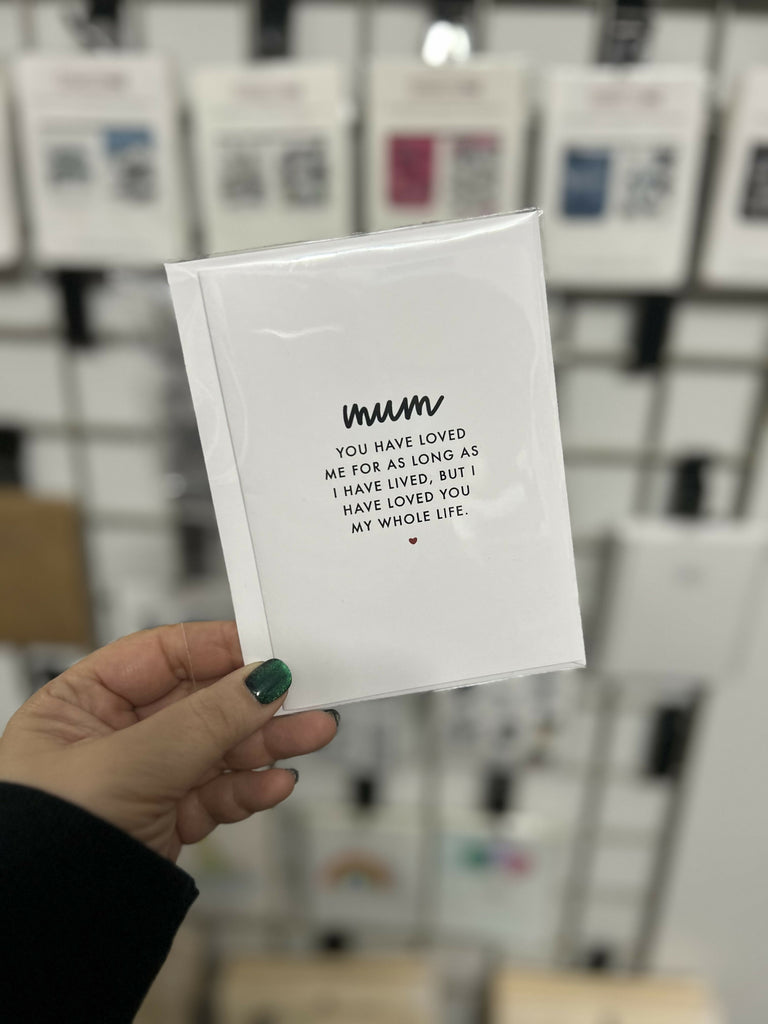 mum
YOU HAVE LOVED
ME FOR AS LONG AS
I HAVE LIVED, BUT I
HAVE LOVED YOU
MY WHOLE LIFE.